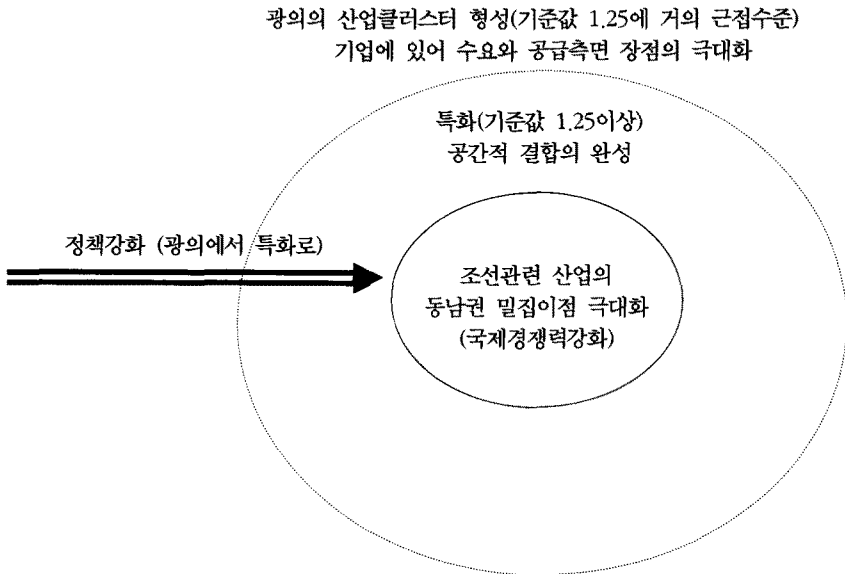 광의의 산업클러스터 형성(기준값 1.25에 거의 근접수준)
기업에 있어 수요와 공급측면 장점의 극대화
특화(기준값 1.25이상)
공간적 결합의 완성
정책강화 (광의에서 특화로)
조선관련 산업의
동남권 밀집이점 극대화
(국제경쟁력강화)